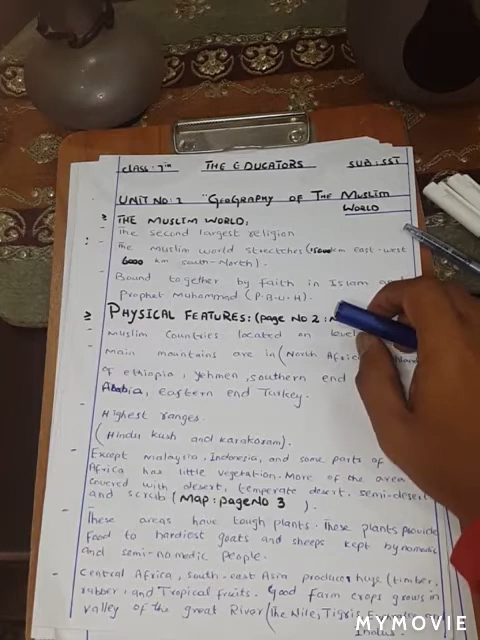 CLASS: 7th THE EDUCATORS SUB: SST
UNIT NO: 1 "GEOGRAPHY OF THE MUSLIM
WORLD
THE MUSLIM WORLD,
The second largest religion
The muslim world stretches (15000km east-west
6000 km south-North).
Bound together by faith in Islam and
Prophet Muhammad (P.B.U.H).
PHYSICAL FEATURES: (page NO 2:
Muslim Countries located on level
main mountains are in (North Africa
of ethiopia, Yehmen, southern end
Arabia, eastern end Turkey.
Highest ranges.
(Hindu kush and karakoram).
Except malaysia, Indonesia, and some parts of
Africa has little vegetation. More of the area
covered with desert, temperate desert, semi-desert
and scrub (Map: page NO 3 ).
These areas have tough plants. These plants provide
food to hardiest goats and sheeps kept by nomadic
and semi-nomadic people.
Central Africa, south-east Asia produce huge (timber,
rubber, and Tropical fruits. Good farm crops grows in
valley of the great River (The Nile, Tigris,
Indus
MYMOVIE